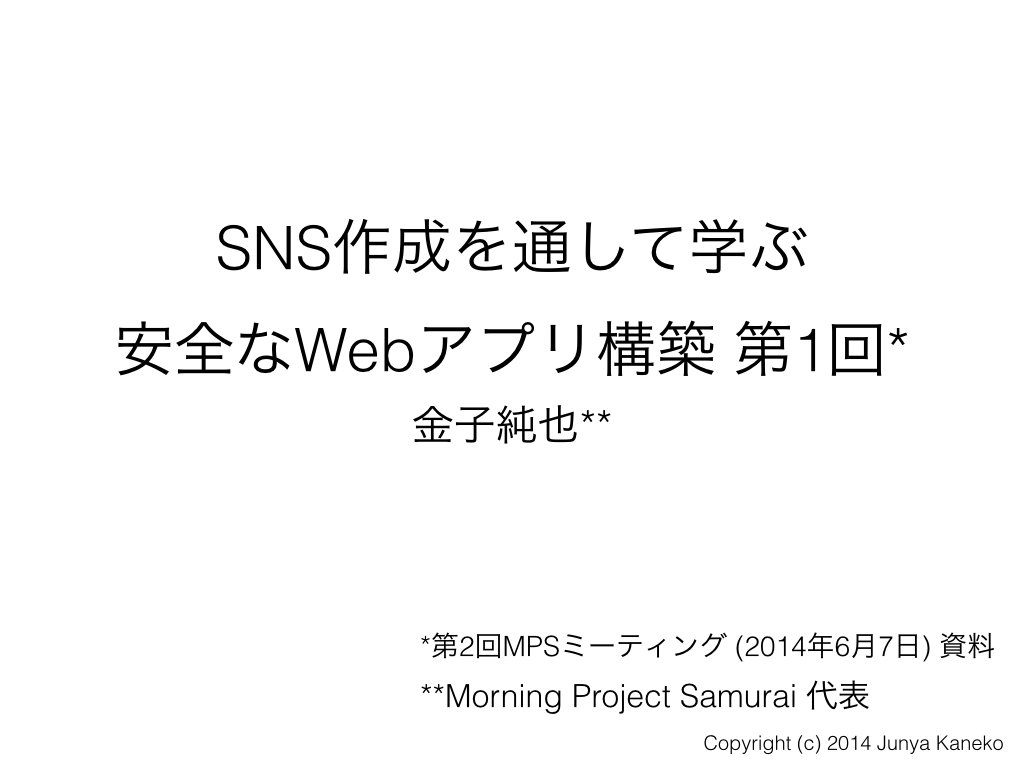 SNS作成を通して学ぶ
安全なWebアプリ構築 第1回*
金子純也**
*第2回MPSミーティング (2014年6月7日) 資料
**Morning Project Samurai 代表
Copyright (c) 2014 Junya Kaneko